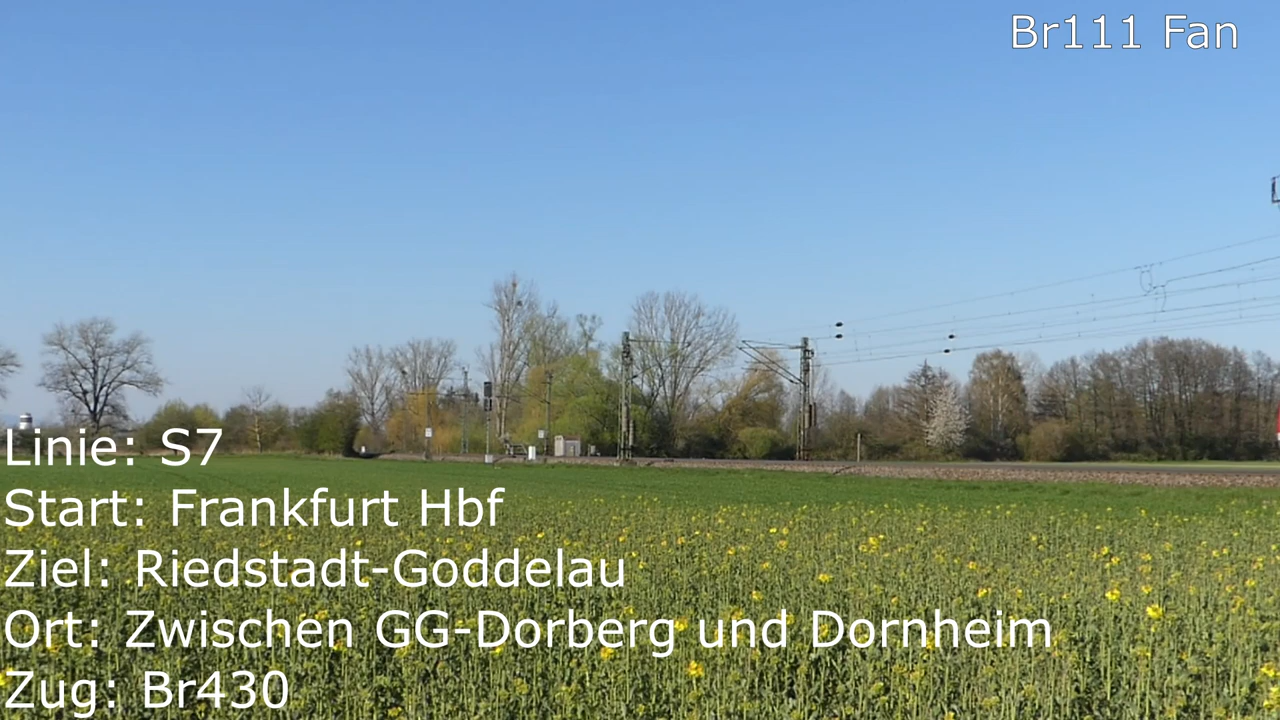 Br111 Fan
Linie: S7
Start: Frankfurt Hbf
Ziel: Riedstadt-Goddelau
Ort: Zwischen GG-Dorberg und Dornheim
Zug: Br430